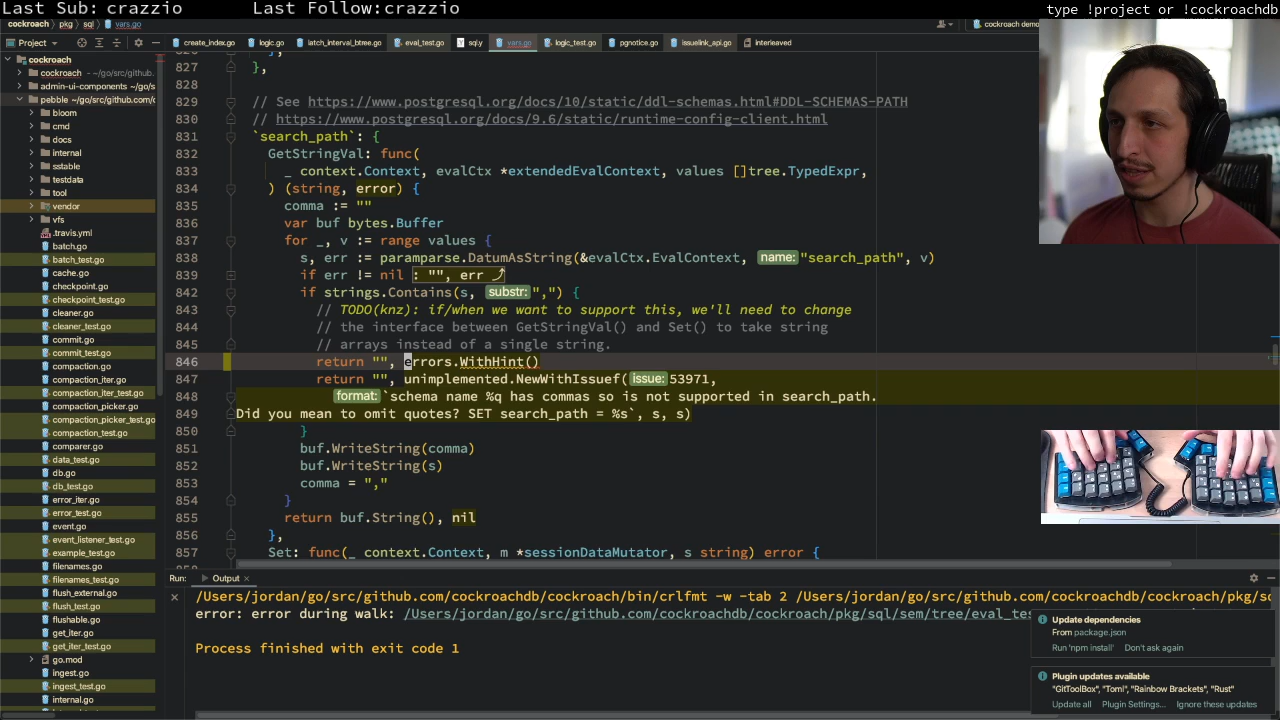 Last Sub: crazzio
Last Follow:crazzio
type !project or !cockroachdb
cockroach
pkg
sql
vars.go
cockroach demo
Project
create_index.go
logic.go
latch_interval_btree.go
eval_test.go
sql.y
vars.go
logic_test.go
pgnotice.go
issuelink_api.go
interleaved
cockroach
cockroach ~ ~/go/src/github.
admin-ui-components ~/go/s
pebble ~/go/src/github.com/c
bloom
cmd
docs
internal
sstable
testdata
tool
vendor
vfs
.travis.yml
batch.go
batch_test.go
cache.go
checkpoint.go
checkpoint_test.go
cleaner.go
cleaner_test.go
commit.go
commit_test.go
compaction.go
compaction_iter.go
compaction_iter_test.go
compaction_picker.go
compaction_picker_test.go
compaction_test.go
comparer.go
data_test.go
db.go
db_test.go
error_iter.go
error_test.go
event.go
event_listener_test.go
example_test.go
filenames.go
filenames_test.go
flush_external.go
flush_test.go
flushable.go
get_iter.go
get_iter_test.go
go.mod
ingest.go
ingest_test.go
internal.go
827 },
828
829 // See https://www.postgresql.org/docs/10/static/ddl-schemas.html#DDL-SCHEMAS-PATH
830 // https://www.postgresql.org/docs/9.6/static/runtime-config-client.html
831 `search_path`: {
832 GetStringVal: func(
833 _ context.Context, evalCtx *extendedEvalContext, values []tree.TypedExpr,
834 ) (string, error) {
835 comma := ""
836 var buf bytes.Buffer
837 for _, v := range values {
838 s, err := paramparse.DatumAsString(&evalCtx.EvalContext, name: "search_path", v)
839 if err != nil : "", err
842 if strings.Contains(s, substr: ",") {
843 // TODO(knz): if/when we want to support this, we'll need to change
844 // the interface between GetStringVal() and Set() to take string
845 // arrays instead of a single string.
846 return "", errors.WithHint()
847 return "", unimplemented.NewWithIssuef( issue: 53971,
848 format: `schema name %q has commas so is not supported in search_path.
849 Did you mean to omit quotes? SET search_path = %s`, s, s)
850 }
851 buf.WriteString(comma)
852 buf.WriteString(s)
853 comma = ","
854 }
855 return buf.String(), nil
856 },
857 Set: func(_ context.Context, m *sessionDataMutator, s string) error {
Run: Output
/Users/jordan/go/src/github.com/cockroachdb/cockroach/bin/crlfmt -w -tab 2 /Users/jordan/go/src/github.com/cockroachdb/cockroach/pkg/sq
error: error during walk: /Users/jordan/go/src/github.com/cockroachdb/cockroach/pkg/sql/sem/tree/eval_tes
Process finished with exit code 1
Update dependencies
From package.json
Run 'npm install' Don't ask again
Plugin updates available
"GitToolBox", "Toml", "Rainbow Brackets", "Rust"
Update all Plugin Settings... Ignore these updates